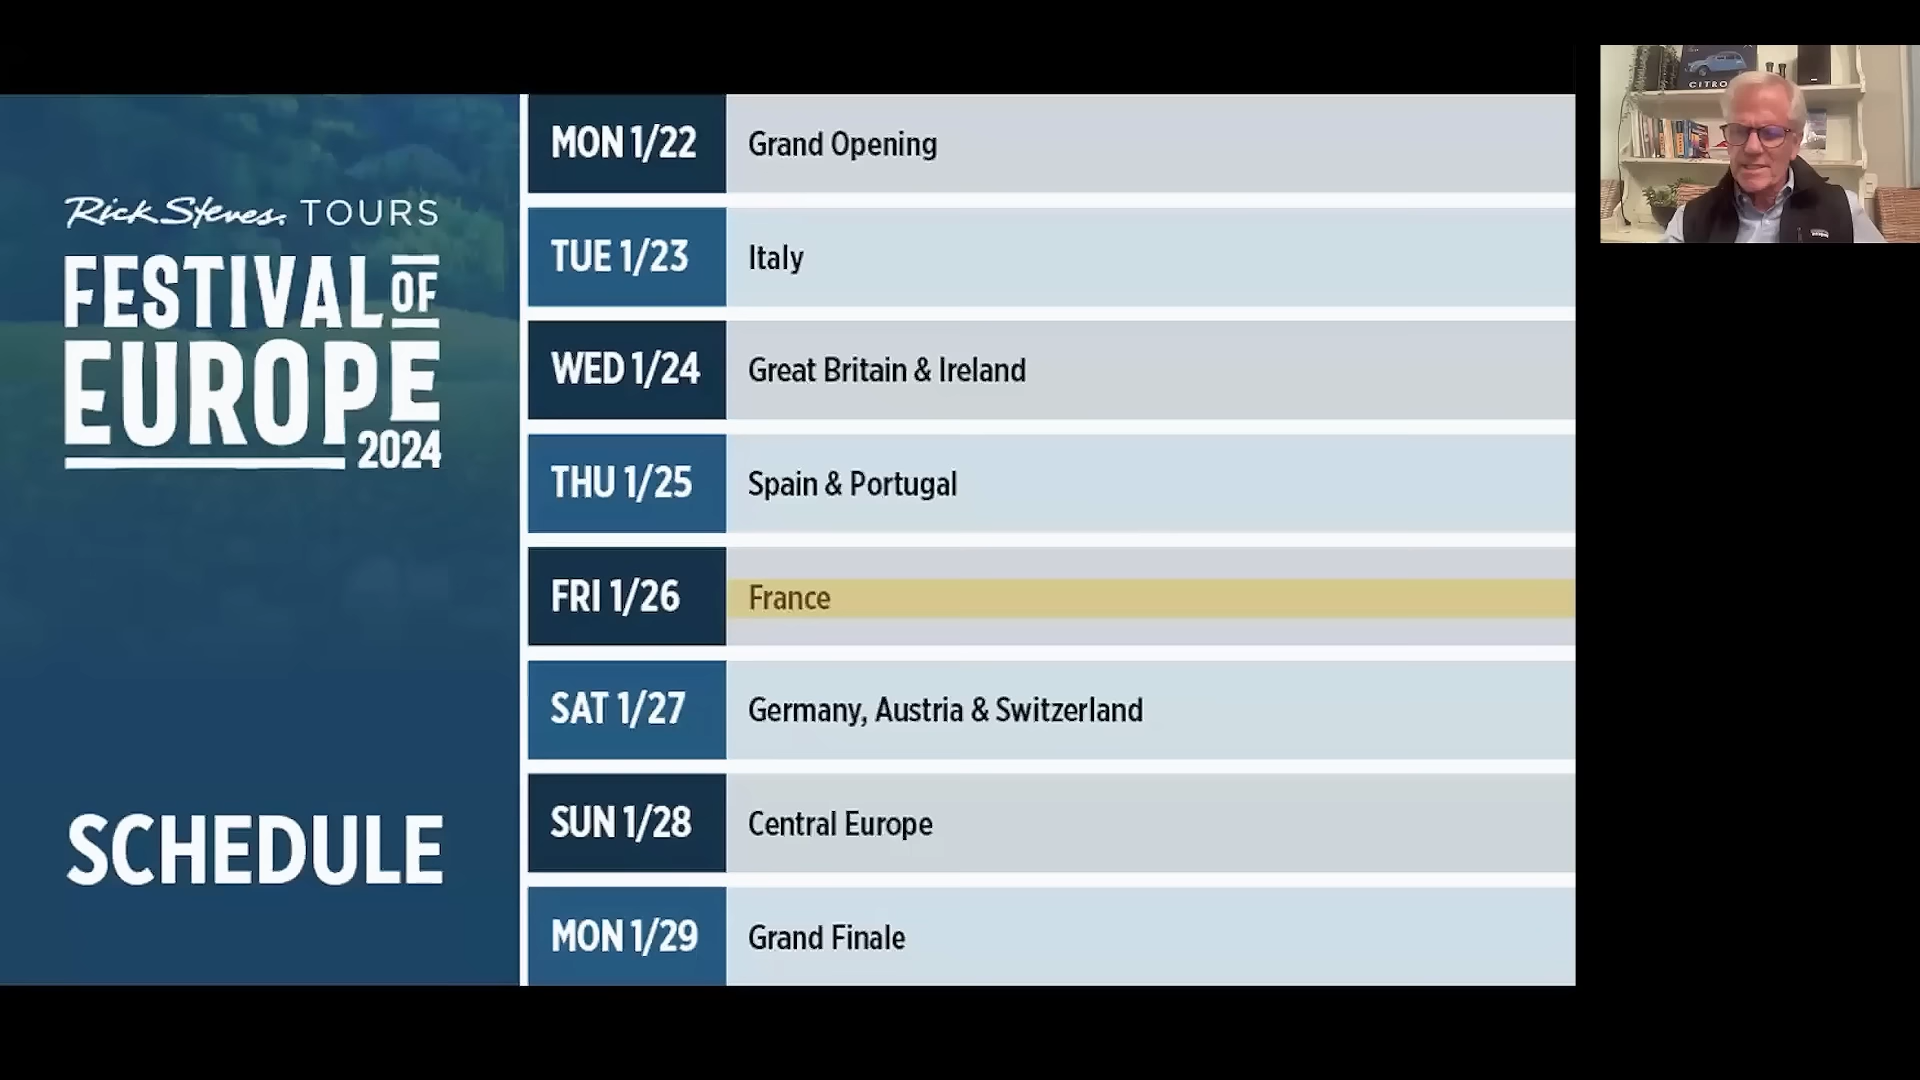 Rick Steves. TOURS
FESTIVAL OF
EUROPE
2024
SCHEDULE
MON 1/22 Grand Opening
TUE 1/23 Italy
WED 1/24 Great Britain & Ireland
THU 1/25 Spain & Portugal
FRI 1/26 France
SAT 1/27 Germany, Austria & Switzerland
SUN 1/28 Central Europe
MON 1/29 Grand Finale
CITRO